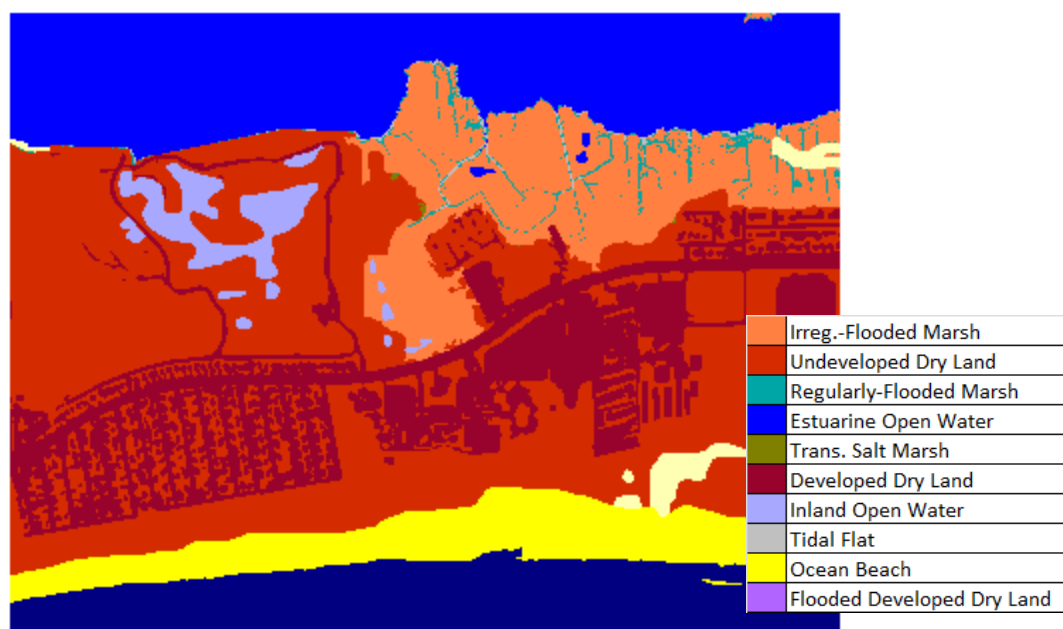 Irreg.-Flooded Marsh
Undeveloped Dry Land
Regularly-Flooded Marsh
Estuarine Open Water
Trans. Salt Marsh
Developed Dry Land
Inland Open Water
Tidal Flat
Ocean Beach
Flooded Developed Dry Land